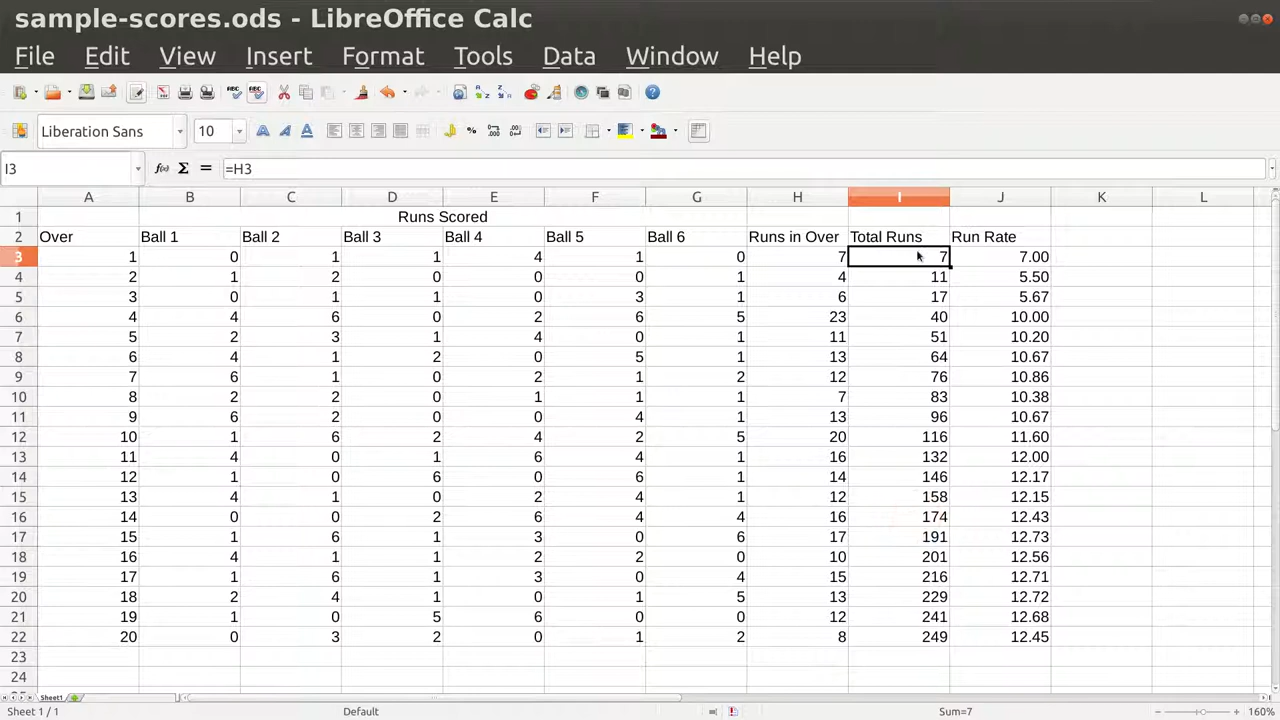 sample-scores.ods - LibreOffice Calc
File Edit View Insert Format Tools Data Window Help
Liberation Sans 10
I3 =H3
A B C D E F G H I J K L
1 Runs Scored
2 Over Ball 1 Ball 2 Ball 3 Ball 4 Ball 5 Ball 6 Runs in Over Total Runs Run Rate
3 1 0 1 1 4 1 0 7 7 7.00
4 2 1 2 0 0 0 1 4 11 5.50
5 3 0 1 1 0 3 1 6 17 5.67
6 4 4 6 0 2 6 5 23 40 10.00
7 5 2 3 1 4 0 1 11 51 10.20
8 6 4 1 2 0 5 1 13 64 10.67
9 7 6 1 0 2 1 2 12 76 10.86
10 8 2 2 0 1 1 1 7 83 10.38
11 9 6 2 0 0 4 1 13 96 10.67
12 10 1 6 2 4 2 5 20 116 11.60
13 11 4 0 1 6 4 1 16 132 12.00
14 12 1 0 6 0 6 1 14 146 12.17
15 13 4 1 0 2 4 1 12 158 12.15
16 14 0 0 2 6 4 4 16 174 12.43
17 15 1 6 1 3 0 6 17 191 12.73
18 16 4 1 1 2 2 0 10 201 12.56
19 17 1 6 1 3 0 4 15 216 12.71
20 18 2 4 1 0 1 5 13 229 12.72
21 19 1 0 5 6 0 0 12 241 12.68
22 20 0 3 2 0 1 2 8 249 12.45
23
24
Sheet1
Sheet 1 / 1 Default Sum=7 160%